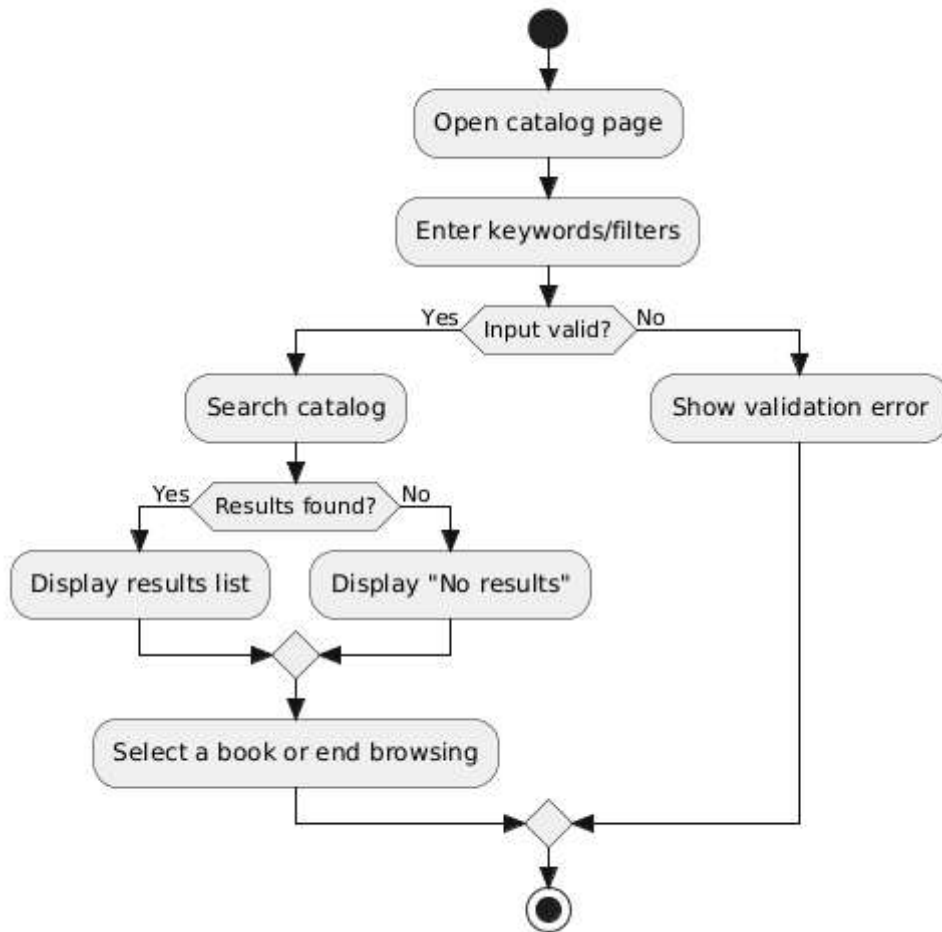 Open catalog page
Enter keywords/filters
Yes
Input valid?
No
Search catalog
Show validation error
Yes
Results found?
No
Display results list
Display "No results"
Select a book or end browsing